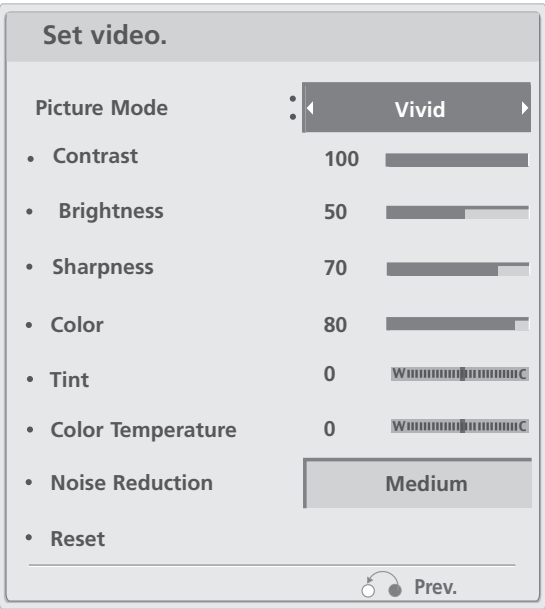 Set video.
Picture Mode : Vivid
• Contrast 100
• Brightness 50
• Sharpness 70
• Color 80
• Tint 0 W C
• Color Temperature 0 W C
• Noise Reduction Medium
• Reset
Prev.